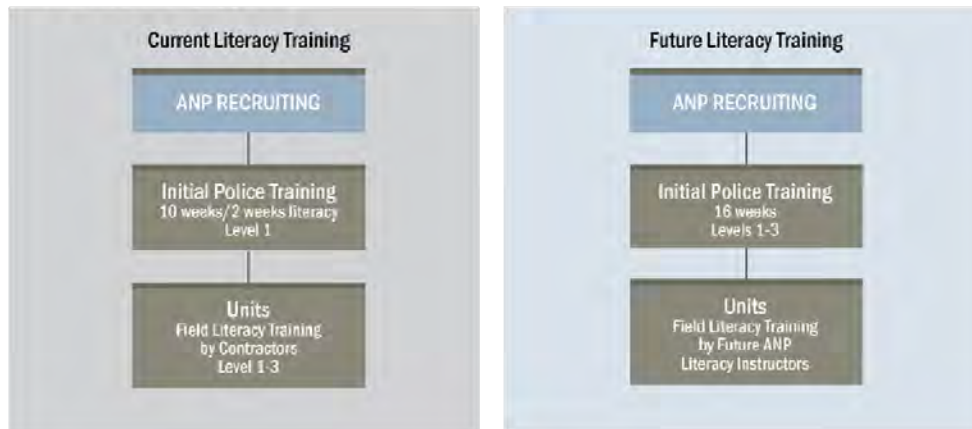 Current Literacy Training
ANP RECRUITING
Initial Police Training
10 weeks/2 weeks literacy
Level 1
Units
Field Literacy Training
by Contractors
Level 1-3
Future Literacy Training
ANP RECRUITING
Initial Police Training
16 weeks
Levels 1-3
Units
Field Literacy Training
by Future ANP
Literacy Instructors